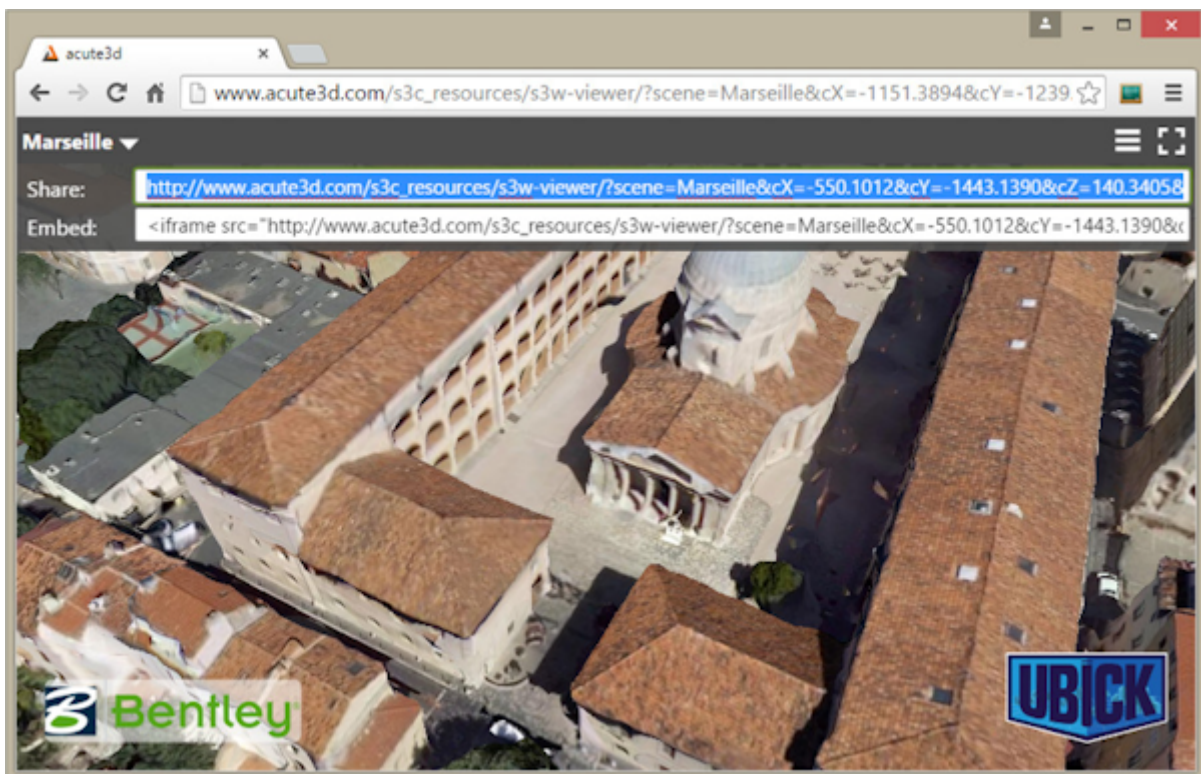 acute3d
www.acute3d.com/s3c_resources/s3w-viewer/?scene=Marseille&cX=-1151.3894&cY=-1239.
Marseille
Share: http://www.acute3d.com/s3c_resources/s3w-viewer/?scene=Marseille&cX=-550.1012&cY=-1443.1390&cZ=140.3405&
Embed: <iframe src="http://www.acute3d.com/s3c_resources/s3w-viewer/?scene=Marseille&cX=-550.1012&cY=-1443.1390&c
Bentley
UBICK